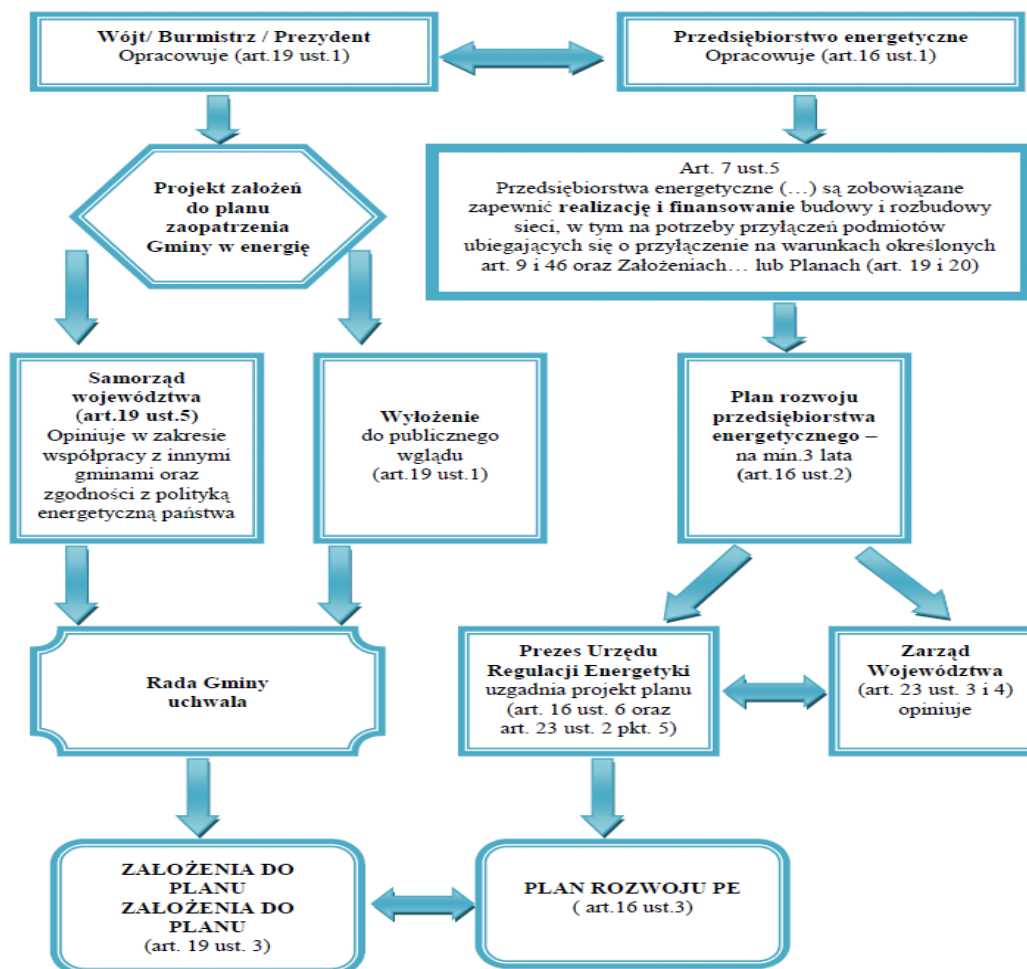 Wójt/ Burmistrz / Prezydent
Opracowuje (art.19 ust.1)
Przedsiębiorstwo energetyczne
Opracowuje (art.16 ust.1)
Projekt założeń
do planu
zaopatrzenia
Gminy w energię
Art. 7 ust.5
Przedsiębiorstwa energetyczne (…) są zobowiązane
zapewnić realizację i finansowanie budowy i rozbudowy
sieci, w tym na potrzeby przyłączeń podmiotów
ubiegających się o przyłączenie na warunkach określonych
art. 9 i 46 oraz Założeniach… lub Planach (art. 19 i 20)
Samorząd
województwa
(art.19 ust.5)
Opiniuje w zakresie
współpracy z innymi
gminami oraz
zgodności z polityką
energetyczną państwa
Wyłożenie
do publicznego
wglądu
(art.19 ust.1)
Plan rozwoju
przedsiębiorstwa
energetycznego –
na min.3 lata
(art.16 ust.2)
Rada Gminy
uchwala
Prezes Urzędu
Regulacji Energetyki
uzgadnia projekt planu
(art. 16 ust. 6 oraz
art. 23 ust. 2 pkt. 5)
Zarząd
Województwa
(art. 23 ust. 3 i 4)
opiniuje
ZAŁOŻENIA DO
PLANU
ZAŁOŻENIA DO
PLANU
(art. 19 ust. 3)
PLAN ROZWOJU PE
( art.16 ust.3)